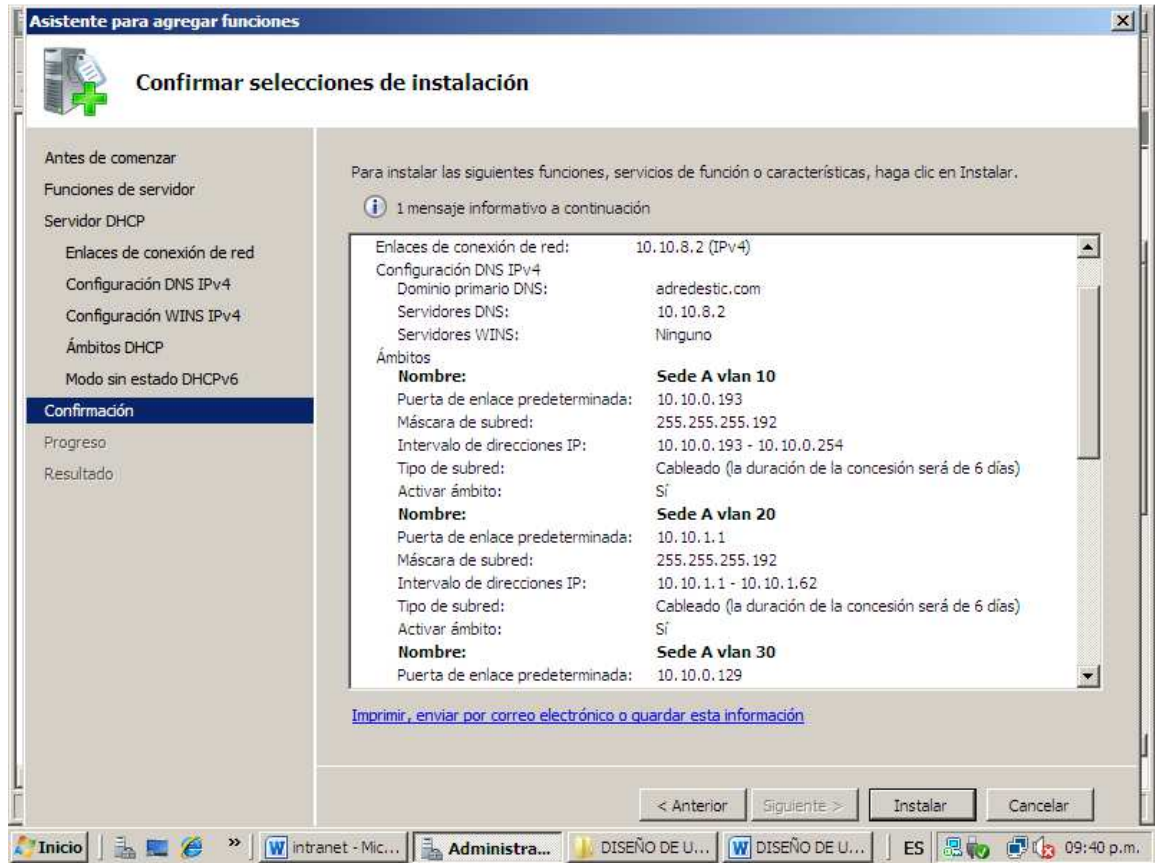 Asistente para agregar funciones
Confirmar selecciones de instalación
Antes de comenzar
Funciones de servidor
Servidor DHCP
Enlaces de conexión de red
Configuración DNS IPv4
Configuración WINS IPv4
Ámbitos DHCP
Modo sin estado DHCPv6
Confirmación
Progreso
Resultado
Para instalar las siguientes funciones, servicios de función o características, haga clic en Instalar.
1 mensaje informativo a continuación
Enlaces de conexión de red: 10.10.8.2 (IPv4)
Configuración DNS IPv4
Dominio primario DNS: adredestic.com
Servidores DNS: 10.10.8.2
Servidores WINS: Ninguno
Ámbitos
Nombre: Sede A vlan 10
Puerta de enlace predeterminada: 10.10.0.193
Máscara de subred: 255.255.255.192
Intervalo de direcciones IP: 10.10.0.193 - 10.10.0.254
Tipo de subred: Cableado (la duración de la concesión será de 6 días)
Activar ámbito: Sí
Nombre: Sede A vlan 20
Puerta de enlace predeterminada: 10.10.1.1
Máscara de subred: 255.255.255.192
Intervalo de direcciones IP: 10.10.1.1 - 10.10.1.62
Tipo de subred: Cableado (la duración de la concesión será de 6 días)
Activar ámbito: Sí
Nombre: Sede A vlan 30
Puerta de enlace predeterminada: 10.10.0.129
Imprimir, enviar por correo electrónico o guardar esta información
< Anterior Siguiente > Instalar Cancelar
Inicio » intranet - Mic... Administra... DISEÑO DE U... DISEÑO DE U... ES 09:40 p.m.